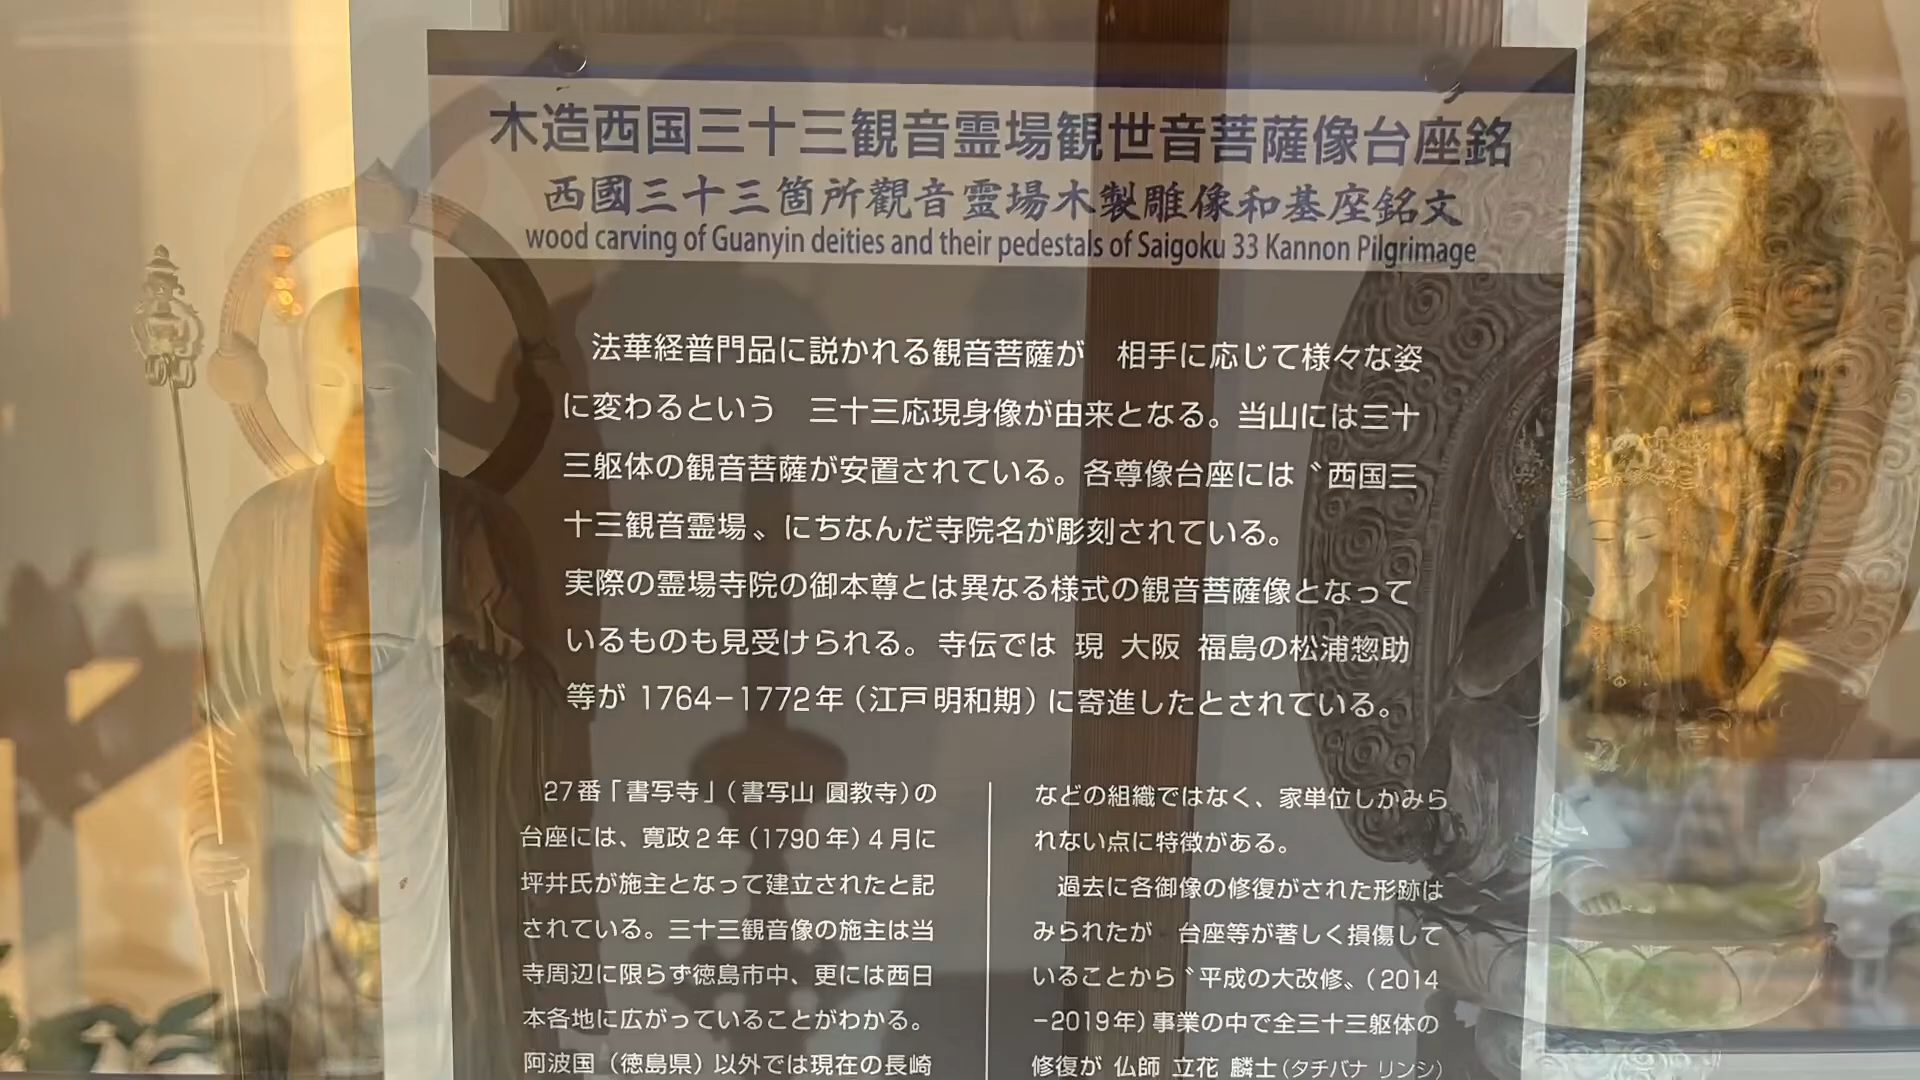 木造西国三十三観音霊場観世音菩薩像台座銘
西國三十三箇所觀音靈場木製雕像和基座銘文
wood carving of Guanyin deities and their pedestals of Saigoku 33 Kannon Pilgrimage
法華経普門品に説かれる観音菩薩が　相手に応じて様々な姿
に変わるという　三十三応現身像が由来となる。当山には三十
三躯体の観音菩薩が安置されている。各尊像台座には〝西国三
十三観音霊場〟にちなんだ寺院名が彫刻されている。
実際の霊場寺院の御本尊とは異なる様式の観音菩薩像となって
いるものも見受けられる。寺伝では 現 大阪 福島の松浦惣助
等が 1764−1772年（江戸明和期）に寄進したとされている。
27番「書写寺」（書写山 圓教寺）の
台座には、寛政2年（1790年）4月に
坪井氏が施主となって建立されたと記
されている。三十三観音像の施主は当
寺周辺に限らず徳島市中、更には西日
本各地に広がっていることがわかる。
阿波国（徳島県）以外では現在の長崎
などの組織ではなく、家単位しかみら
れない点に特徴がある。
過去に各御像の修復がされた形跡は
みられたが　台座等が著しく損傷して
いることから〝平成の大改修〟（2014
−2019年）事業の中で全三十三躯体の
修復が 仏師 立花 麟士（タチバナ リンシ）